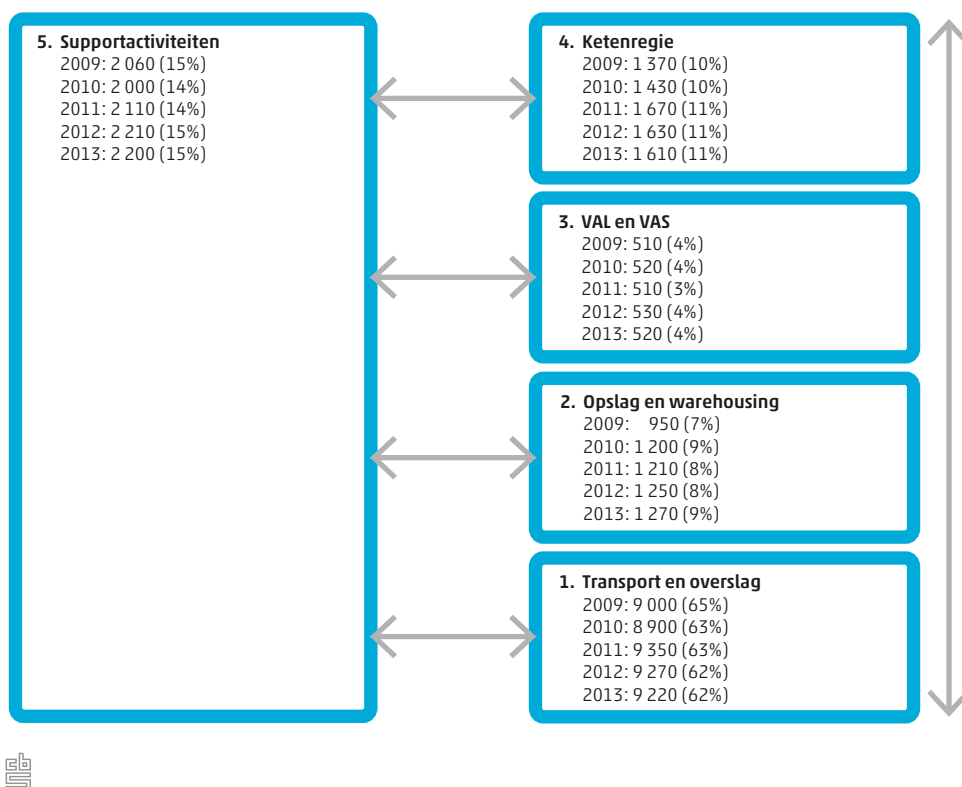 5. Supportactiviteiten
2009: 2 060 (15%)
2010: 2 000 (14%)
2011: 2 110 (14%)
2012: 2 210 (15%)
2013: 2 200 (15%)
4. Ketenregie
2009: 1 370 (10%)
2010: 1 430 (10%)
2011: 1 670 (11%)
2012: 1 630 (11%)
2013: 1 610 (11%)
3. VAL en VAS
2009: 510 (4%)
2010: 520 (4%)
2011: 510 (3%)
2012: 530 (4%)
2013: 520 (4%)
2. Opslag en warehousing
2009: 950 (7%)
2010: 1 200 (9%)
2011: 1 210 (8%)
2012: 1 250 (8%)
2013: 1 270 (9%)
1. Transport en overslag
2009: 9 000 (65%)
2010: 8 900 (63%)
2011: 9 350 (63%)
2012: 9 270 (62%)
2013: 9 220 (62%)
cbs